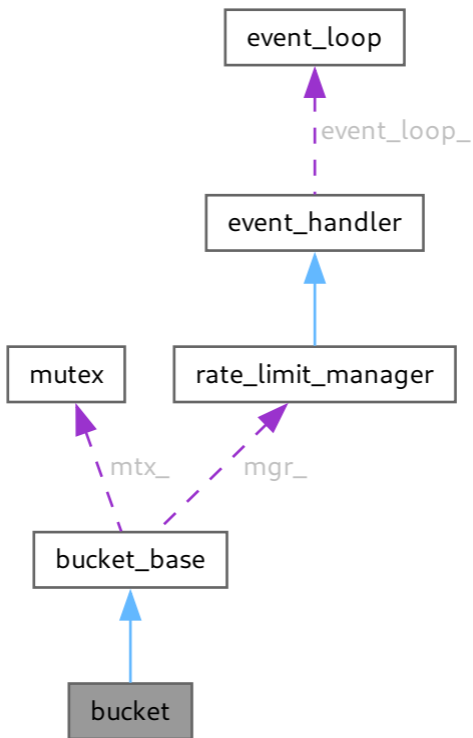 event_loop
event_loop_
event_handler
mutex
rate_limit_manager
mtx_
mgr_
bucket_base
bucket